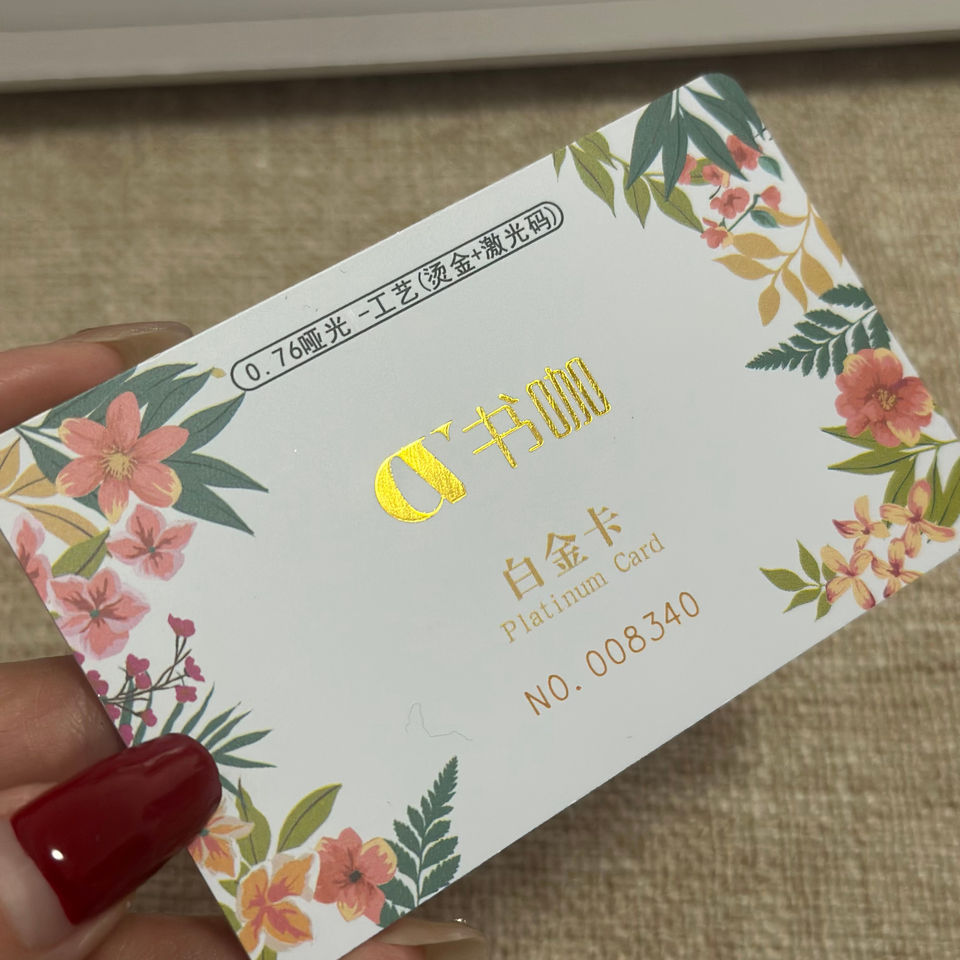 0.76哑光 -工艺(烫金+激光码)
书咖
白金卡
Platinum Card
NO.008340